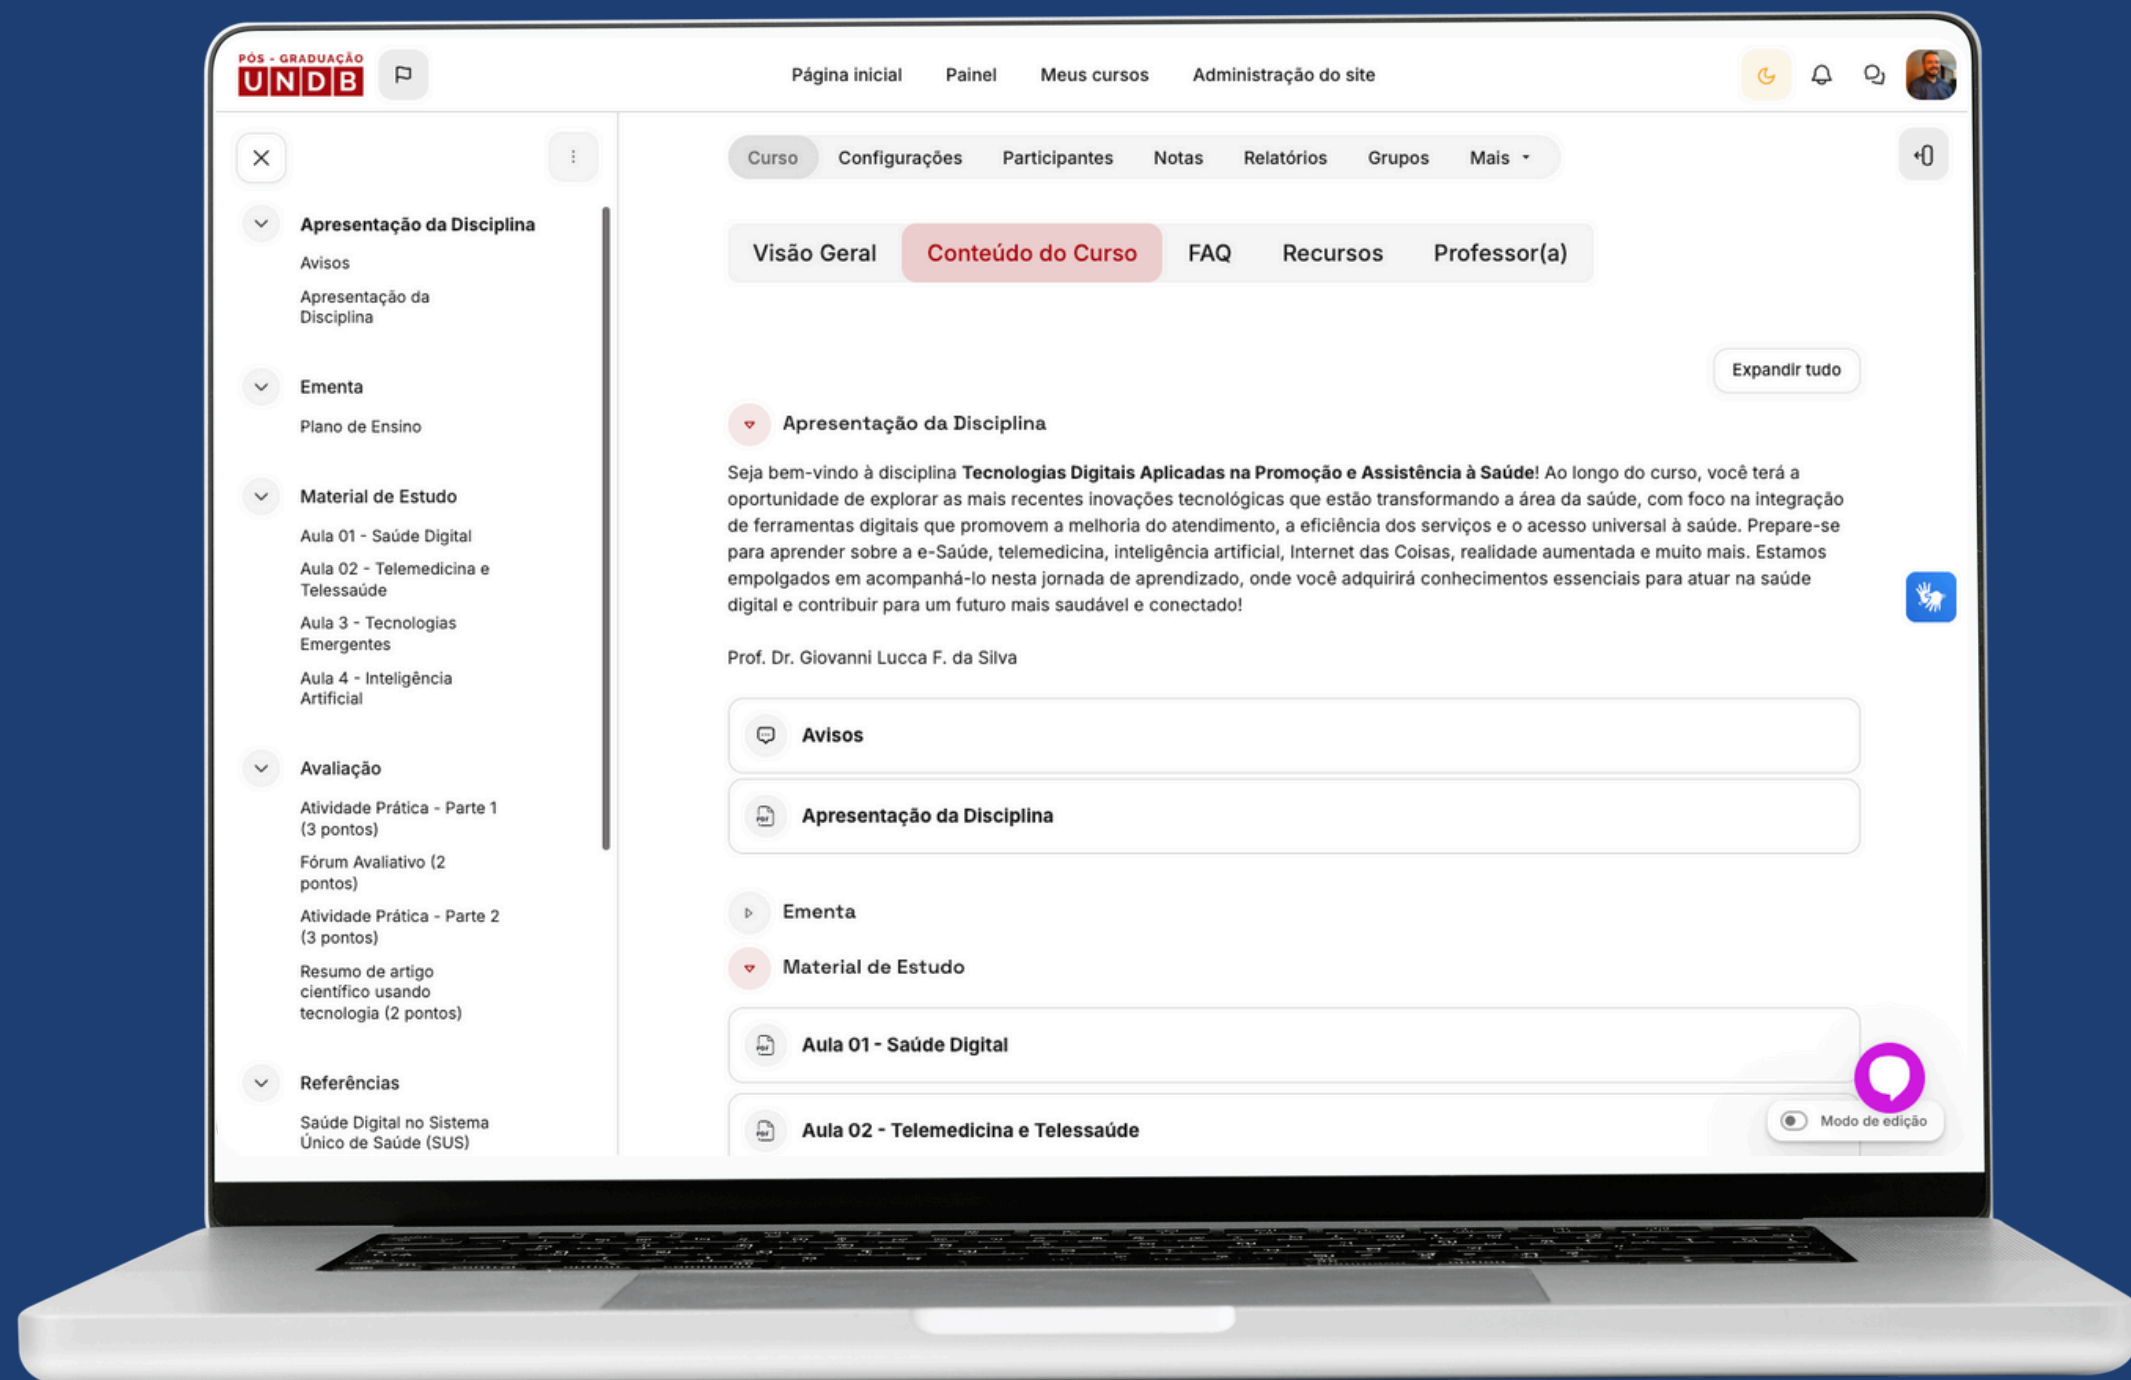 PÓS - GRADUAÇÃO
UNDB
Página inicial
Painel
Meus cursos
Administração do site
Apresentação da Disciplina
Avisos
Apresentação da
Disciplina
Ementa
Plano de Ensino
Material de Estudo
Aula 01 - Saúde Digital
Aula 02 - Telemedicina e
Telessaúde
Aula 3 - Tecnologias
Emergentes
Aula 4 - Inteligência
Artificial
Avaliação
Atividade Prática - Parte 1
(3 pontos)
Fórum Avaliativo (2
pontos)
Atividade Prática - Parte 2
(3 pontos)
Resumo de artigo
científico usando
tecnologia (2 pontos)
Referências
Saúde Digital no Sistema
Único de Saúde (SUS)
Curso
Configurações
Participantes
Notas
Relatórios
Grupos
Mais
Visão Geral
Conteúdo do Curso
FAQ
Recursos
Professor(a)
Expandir tudo
Apresentação da Disciplina
Seja bem-vindo à disciplina Tecnologias Digitais Aplicadas na Promoção e Assistência à Saúde! Ao longo do curso, você terá a
oportunidade de explorar as mais recentes inovações tecnológicas que estão transformando a área da saúde, com foco na integração
de ferramentas digitais que promovem a melhoria do atendimento, a eficiência dos serviços e o acesso universal à saúde. Prepare-se
para aprender sobre a e-Saúde, telemedicina, inteligência artificial, Internet das Coisas, realidade aumentada e muito mais. Estamos
empolgados em acompanhá-lo nesta jornada de aprendizado, onde você adquirirá conhecimentos essenciais para atuar na saúde
digital e contribuir para um futuro mais saudável e conectado!
Prof. Dr. Giovanni Lucca F. da Silva
Avisos
PDF
Apresentação da Disciplina
Ementa
Material de Estudo
PDF
Aula 01 - Saúde Digital
PDF
Aula 02 - Telemedicina e Telessaúde
Modo de edição